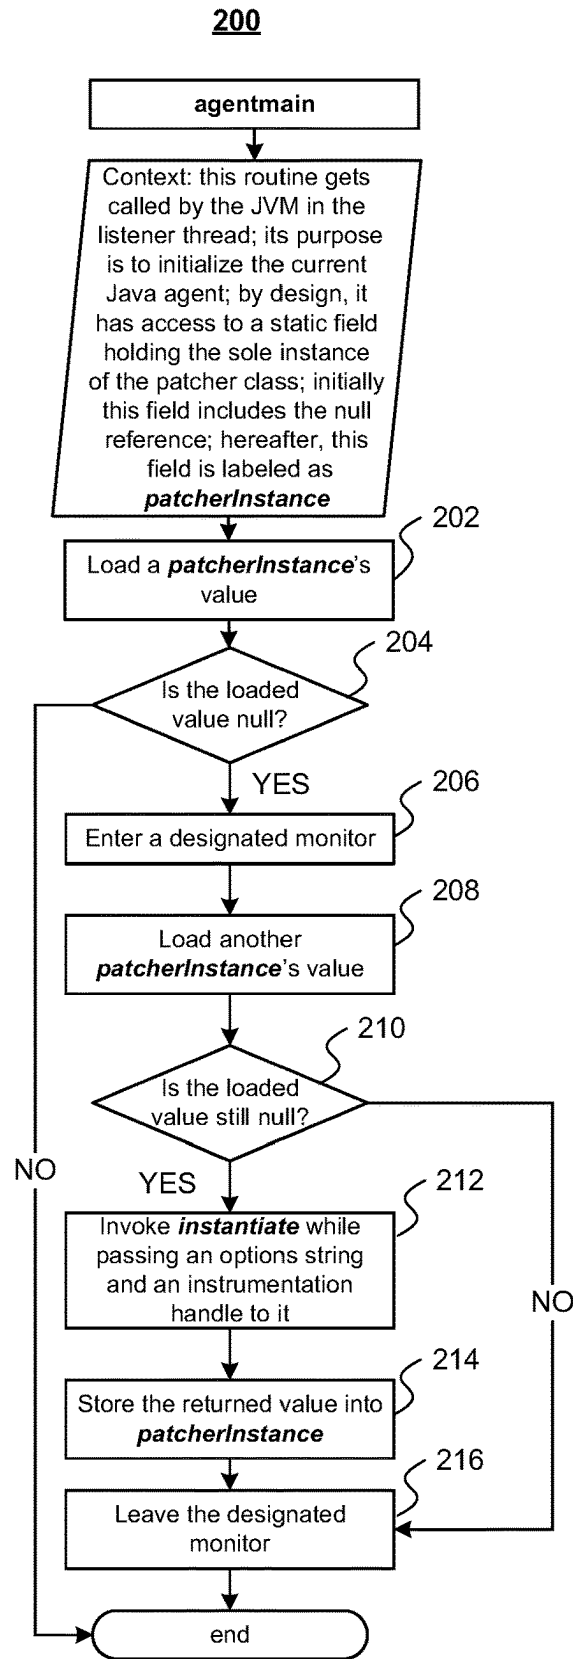 200
agentmain
Context: this routine gets
called by the JVM in the
listener thread; its purpose
is to initialize the current
Java agent; by design, it
has access to a static field
holding the sole instance
of the patcher class; initially
this field includes the null
reference; hereafter, this
field is labeled as
patcherInstance
202
Load a patcherInstance's
value
204
Is the loaded
value null?
YES
206
Enter a designated monitor
208
Load another
patcherInstance's value
210
Is the loaded
value still null?
NO
YES
212
Invoke instantiate while
passing an options string
and an instrumentation
handle to it
NO
214
Store the returned value into
patcherInstance
216
Leave the designated
monitor
end